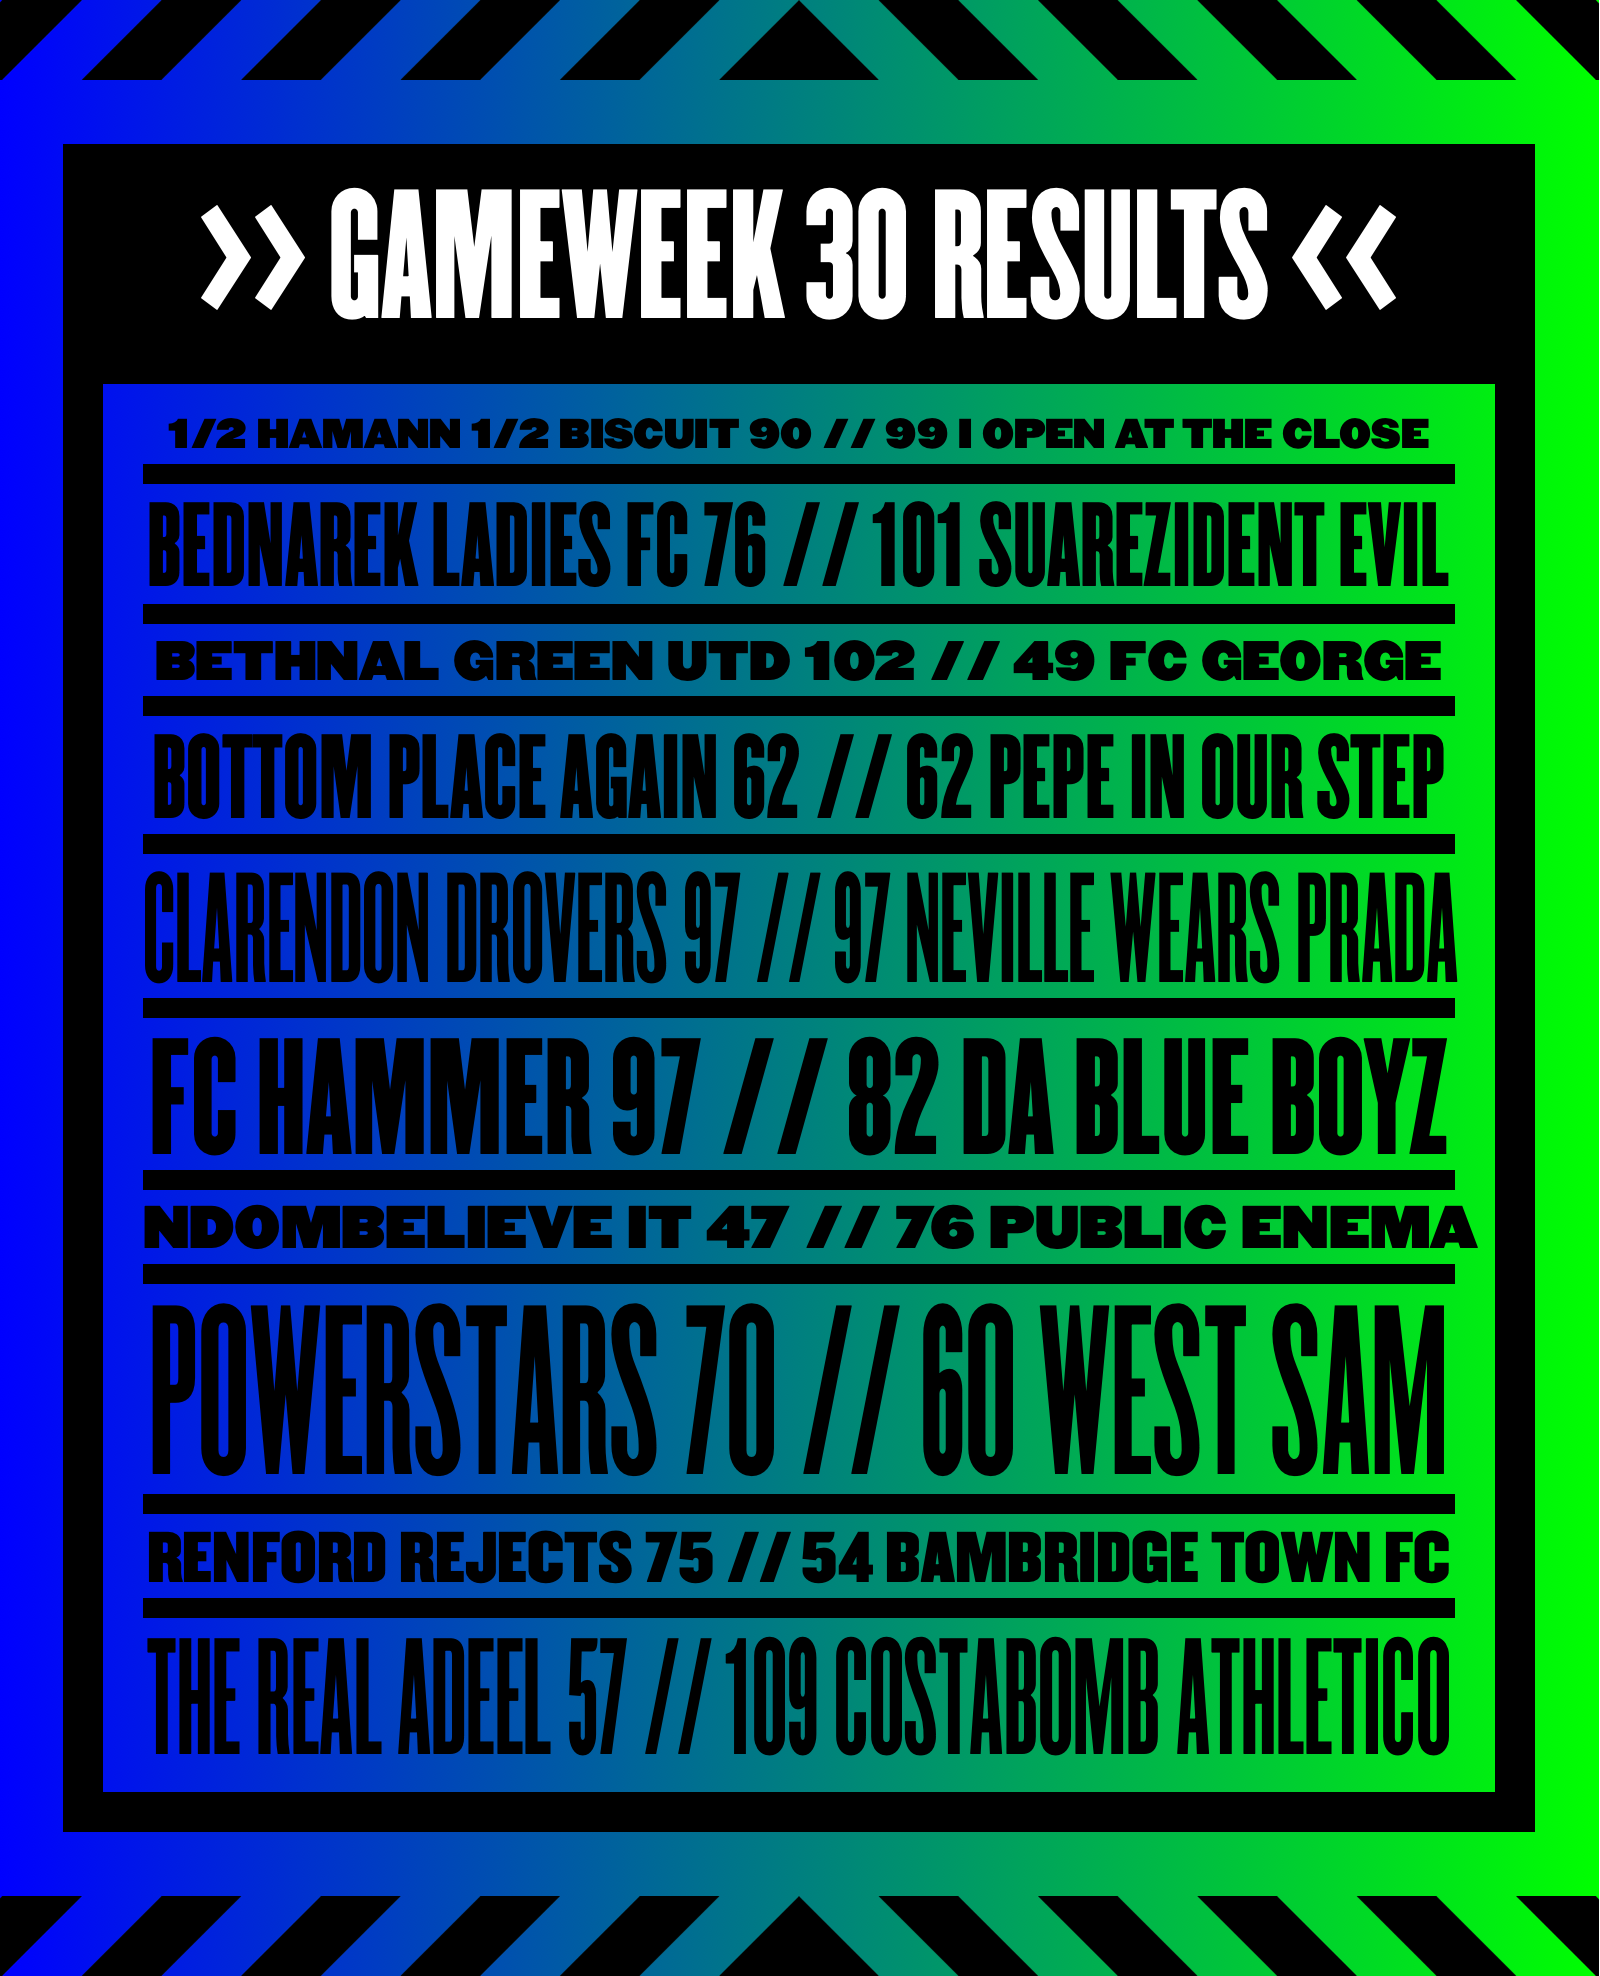 >> GAMEWEEK 30 RESULTS <<
1/2 HAMANN 1/2 BISCUIT 90 // 99 I OPEN AT THE CLOSE
BEDNAREK LADIES FC 76 // 101 SUAREZIDENT EVIL
BETHNAL GREEN UTD 102 // 49 FC GEORGE
BOTTOM PLACE AGAIN 62 // 62 PEPE IN OUR STEP
CLARENDON DROVERS 97 // 97 NEVILLE WEARS PRADA
FC HAMMER 97 // 82 DA BLUE BOYZ
NDOMBELIEVE IT 47 // 76 PUBLIC ENEMA
POWERSTARS 70 // 60 WEST SAM
RENFORD REJECTS 75 // 54 BAMBRIDGE TOWN FC
THE REAL ADEEL 57 // 109 COSTABOMB ATHLETICO